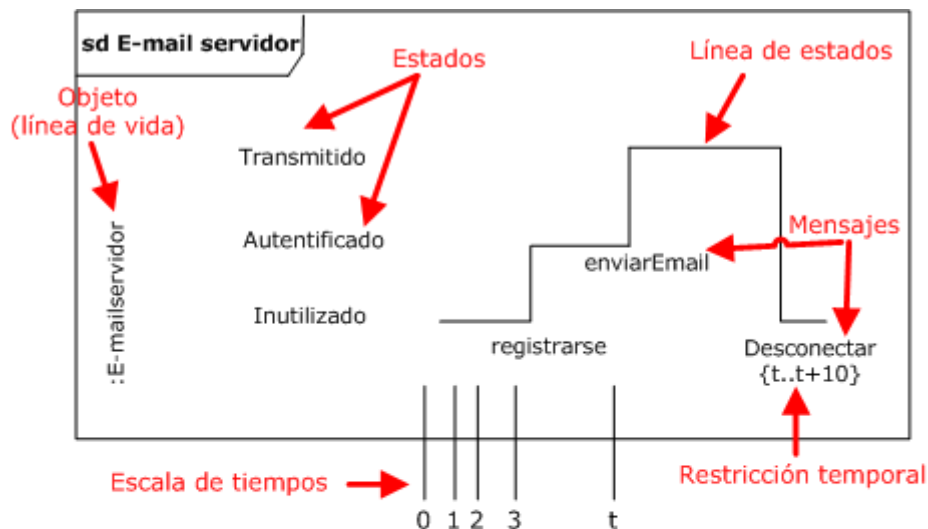 sd E-mail servidor
Estados
Línea de estados
Objeto
(línea de vida)
Transmitido
Autentificado
Mensajes
enviarEmail
:E-mailservidor
Inutilizado
registrarse
Desconectar
{t..t+10}
Escala de tiempos
Restricción temporal
0 1 2 3 t